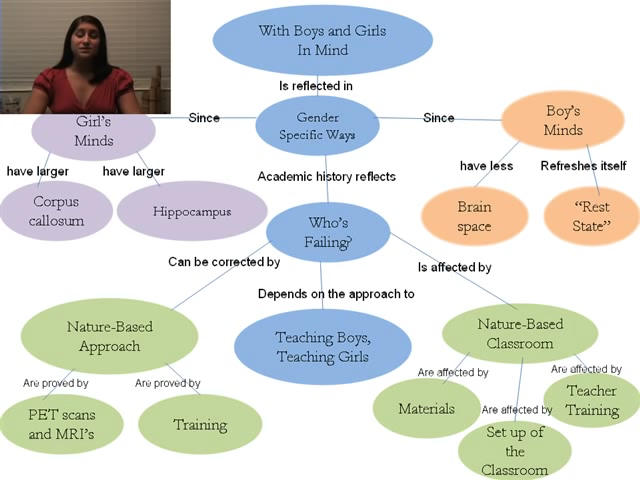 With Boys and Girls
In Mind
Is reflected in
Girl's
Minds
Since
Gender
Specific Ways
Since
Boy's
Minds
have larger
have larger
Academic history reflects
have less
Refreshes itself
Corpus
callosum
Hippocampus
Brain
space
"Rest
State"
Who's
Failing?
Can be corrected by
Depends on the approach to
Is affected by
Nature-Based
Approach
Teaching Boys,
Teaching Girls
Nature-Based
Classroom
Are proved by
Are proved by
Are affected by
Are affected by
Are affected by
PET scans
and MRI's
Training
Materials
Set up of
the
Classroom
Teacher
Training